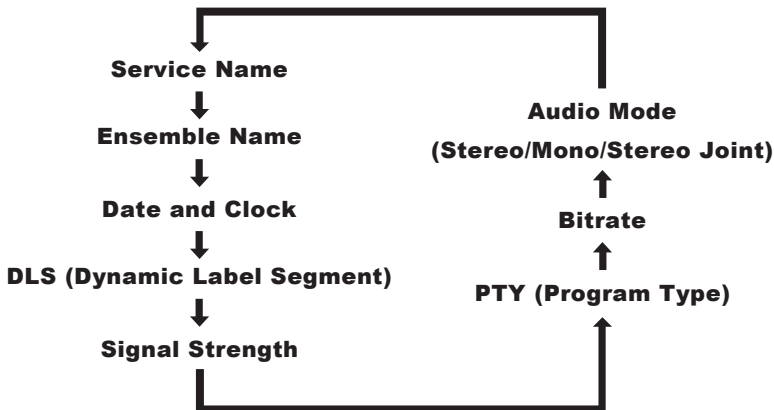 Service Name
Ensemble Name
Date and Clock
DLS (Dynamic Label Segment)
Signal Strength
PTY (Program Type)
Bitrate
Audio Mode
(Stereo/Mono/Stereo Joint)